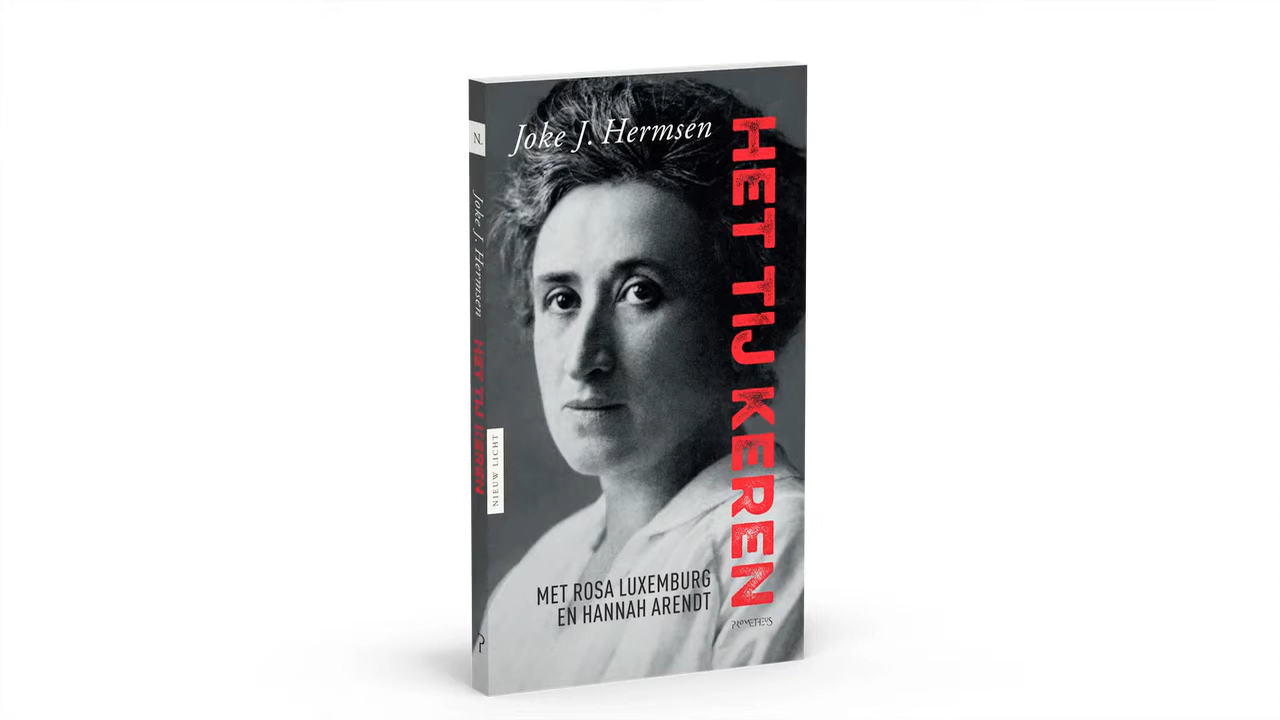 Joke J. Hermsen
HET TIJ KEREN
MET ROSA LUXEMBURG
EN HANNAH ARENDT
PROMETHEUS
NL
Joke J. Hermsen
HET TIJ KEREN
NIEUW LICHT
P